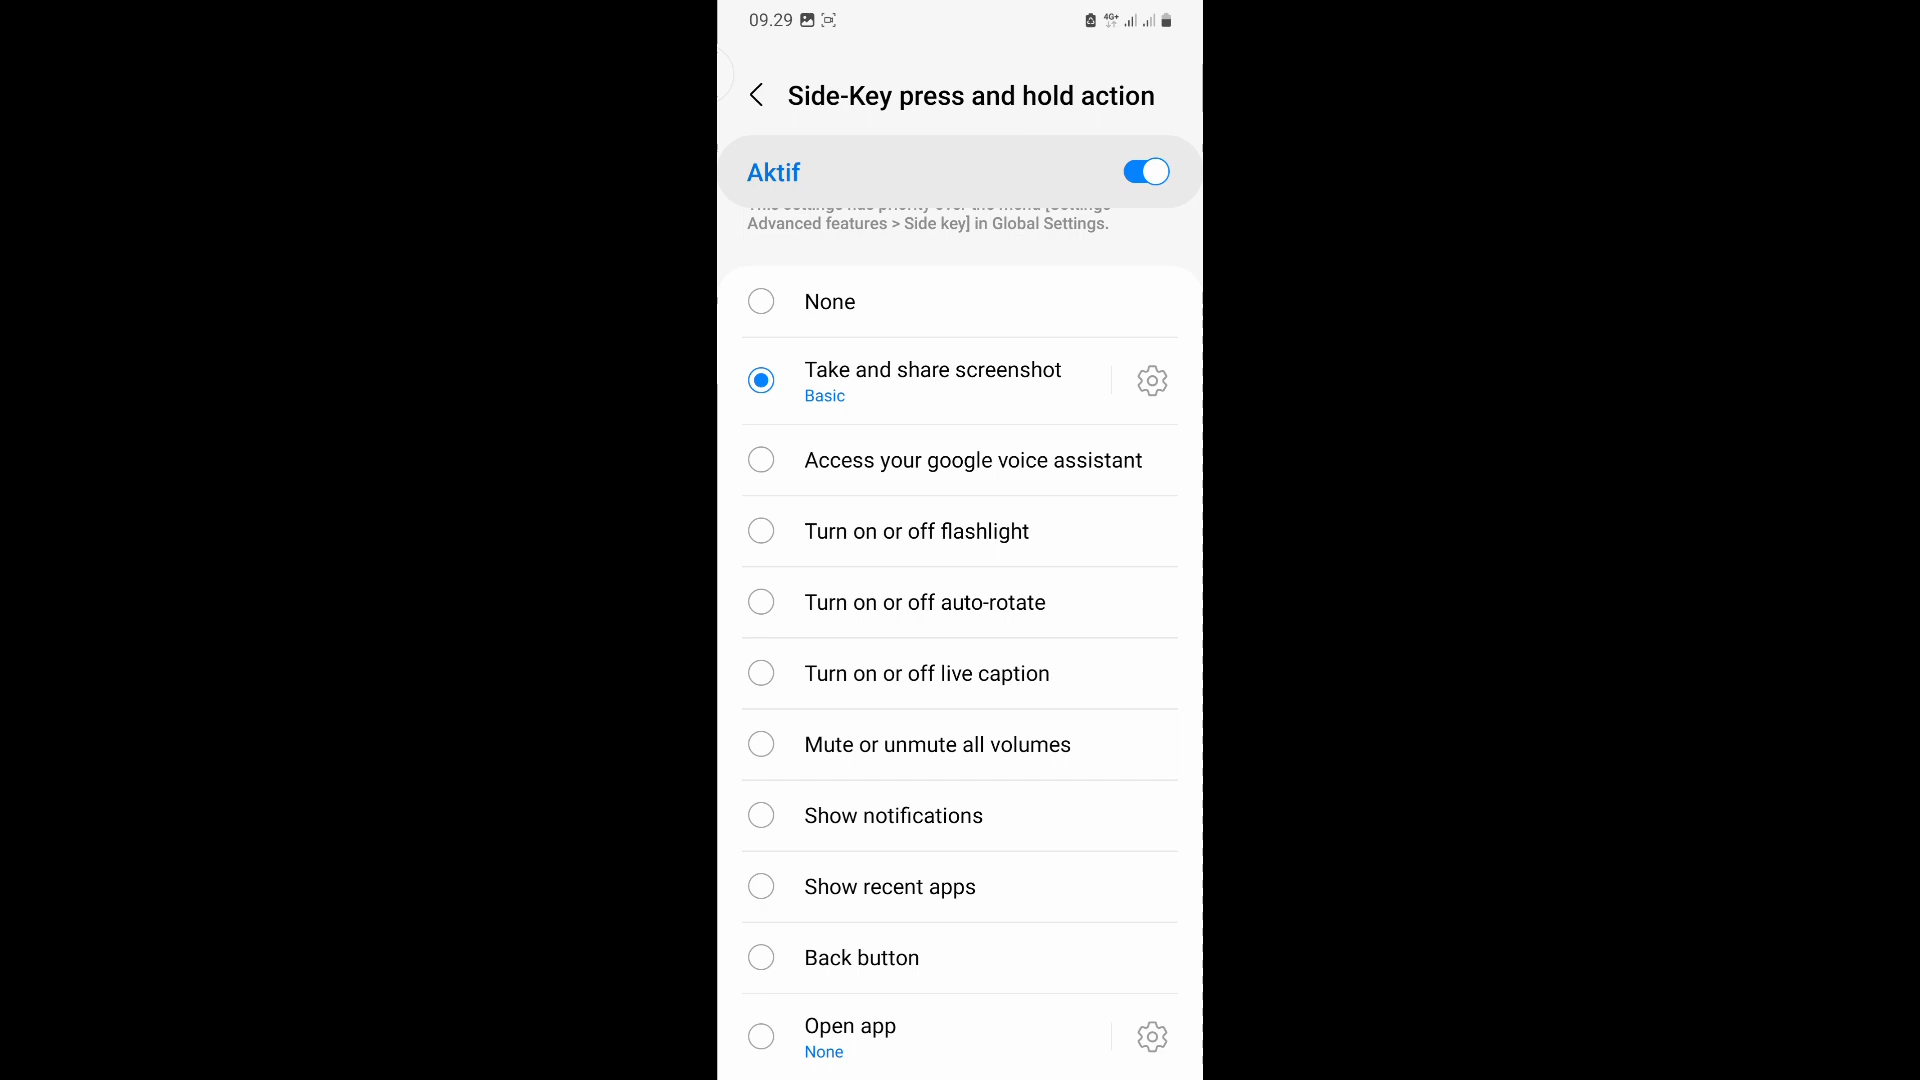 09.29
4G+
Side-Key press and hold action
Aktif
This settings has priority over the menu [Settings
Advanced features > Side key] in Global Settings.
None
Take and share screenshot
Basic
Access your google voice assistant
Turn on or off flashlight
Turn on or off auto-rotate
Turn on or off live caption
Mute or unmute all volumes
Show notifications
Show recent apps
Back button
Open app
None